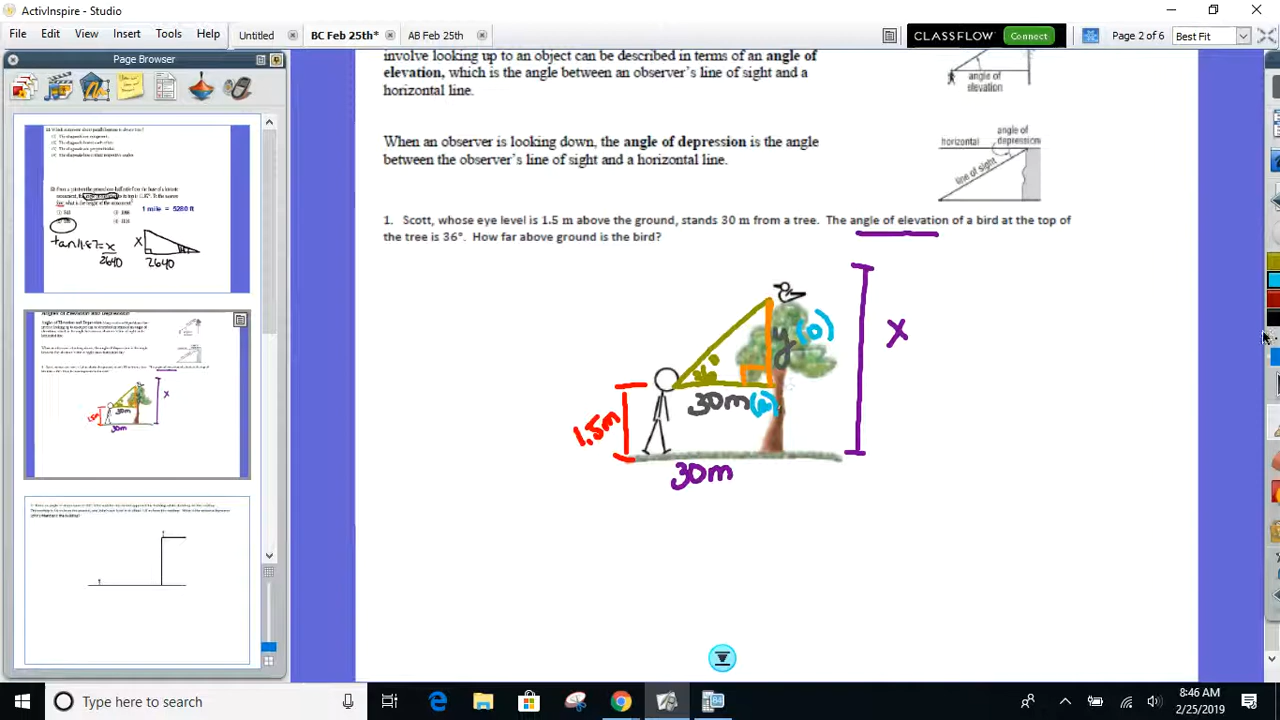 ActivInspire - Studio
File Edit View Insert Tools Help Untitled BC Feb 25th* AB Feb 25th CLASSFLOW Connect Page 2 of 6 Best Fit
Page Browser
1 mile = 5280 ft
x
2640
2640
involve looking up to an object can be described in terms of an angle of
elevation, which is the angle between an observer's line of sight and a
horizontal line.
angle of
elevation
When an observer is looking down, the angle of depression is the angle
between the observer's line of sight and a horizontal line.
horizontal
angle of
depression
line of sight
1. Scott, whose eye level is 1.5 m above the ground, stands 30 m from a tree. The angle of elevation of a bird at the top of
the tree is 36°. How far above ground is the bird?
y (o)
x
36°
30m (a)
1.5m
30m
Type here to search
8:46 AM
2/25/2019